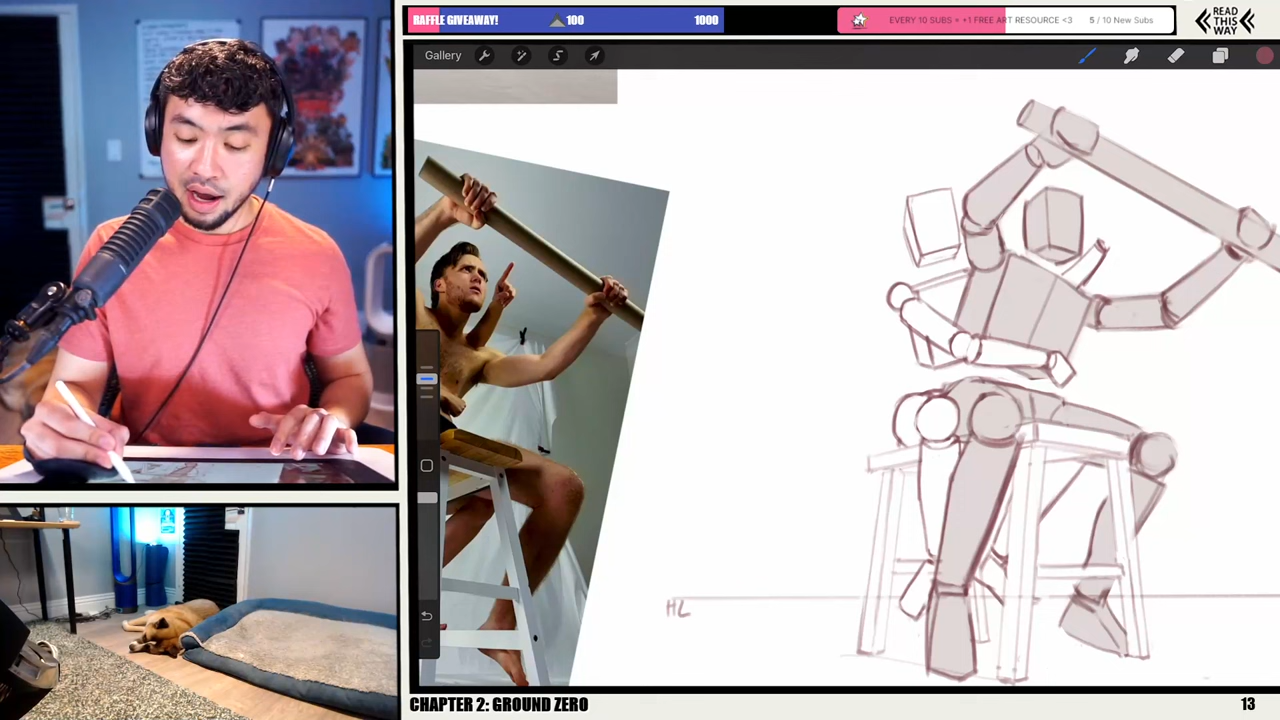 RAFFLE GIVEAWAY! 100 1000
EVERY 10 SUBS = +1 FREE ART RESOURCE <3 5 / 10 New Subs
READ
THIS
WAY
Gallery
HL
CHAPTER 2: GROUND ZERO
13